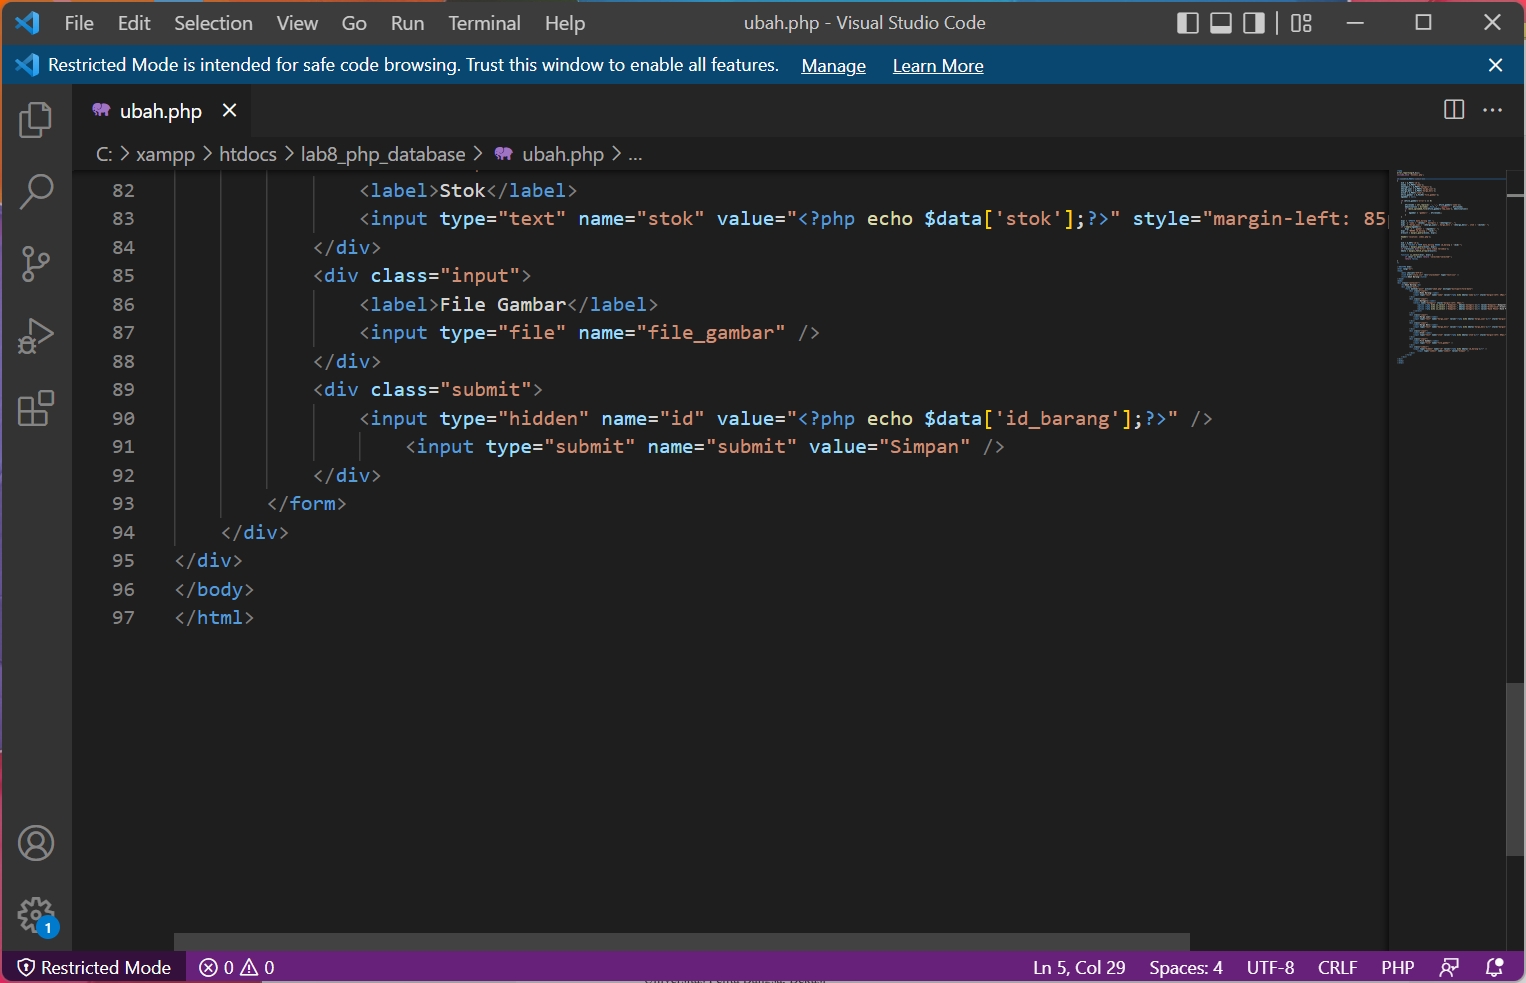 File Edit Selection View Go Run Terminal Help ubah.php - Visual Studio Code
Restricted Mode is intended for safe code browsing. Trust this window to enable all features. Manage Learn More
ubah.php
C: > xampp > htdocs > lab8_php_database > ubah.php > ...
82 <label>Stok</label>
83 <input type="text" name="stok" value="<?php echo $data['stok'];?>" style="margin-left: 85
84 </div>
85 <div class="input">
86 <label>File Gambar</label>
87 <input type="file" name="file_gambar" />
88 </div>
89 <div class="submit">
90 <input type="hidden" name="id" value="<?php echo $data['id_barang'];?>" />
91 <input type="submit" name="submit" value="Simpan" />
92 </div>
93 </form>
94 </div>
95 </div>
96 </body>
97 </html>
1
Restricted Mode 0 0 Ln 5, Col 29 Spaces: 4 UTF-8 CRLF PHP